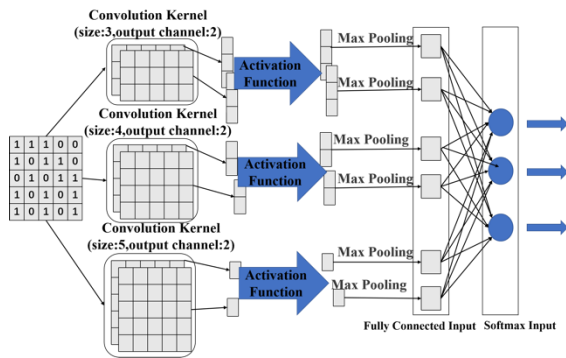 Convolution Kernel
(size:3,output channel:2)
Activation
Function
Max Pooling
Max Pooling
1 1 1 0 0
1 0 1 1 0
0 1 0 1 1
1 0 1 0 1
1 0 1 0 1
Convolution Kernel
(size:4,output channel:2)
Activation
Function
Max Pooling
Max Pooling
Convolution Kernel
(size:5,output channel:2)
Activation
Function
Max Pooling
Max Pooling
Fully Connected Input
Softmax Input